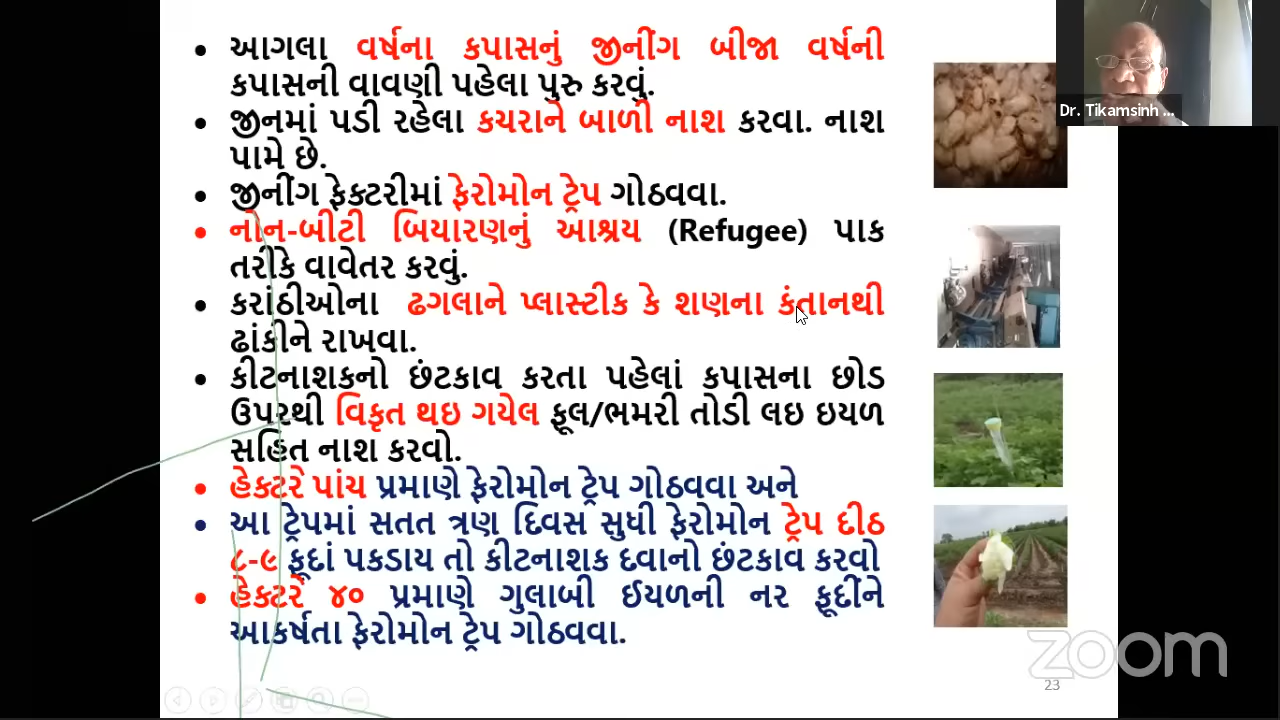 આગલા વર્ષના કપાસનું જીનીંગ બીજા વર્ષની
કપાસની વાવણી પહેલા પુરુ કરવું.
જીનમાં પડી રહેલા કચરાને બાળી નાશ કરવા. નાશ
પામે છે.
જીનીંગ ફેક્ટરીમાં ફેરોમોન ટ્રેપ ગોઠવવા.
નોન-બીટી બિયારણનું આશ્રય (Refugee) પાક
તરીકે વાવેતર કરવું.
કરાંઠીઓના ઢગલાને પ્લાસ્ટીક કે શણના કંતાનથી
ઢાંકીને રાખવા.
કીટનાશકનો છંટકાવ કરતા પહેલાં કપાસના છોડ
ઉપરથી વિકૃત થઇ ગયેલ ફૂલ/ભમરી તોડી લઇ ઇયળ
સહિત નાશ કરવો.
હેક્ટરે પાંચ પ્રમાણે ફેરોમોન ટ્રેપ ગોઠવવા અને
આ ટ્રેપમાં સતત ત્રણ દિવસ સુધી ફેરોમોન ટ્રેપ દીઠ
૮-૯ ફૂદાં પકડાય તો કીટનાશક દવાનો છંટકાવ કરવો
હેક્ટરે ૪૦ પ્રમાણે ગુલાબી ઈયળની નર ફૂદીંને
આકર્ષતા ફેરોમોન ટ્રેપ ગોઠવવા.
Dr. Tikamsinh ...
zoom
23